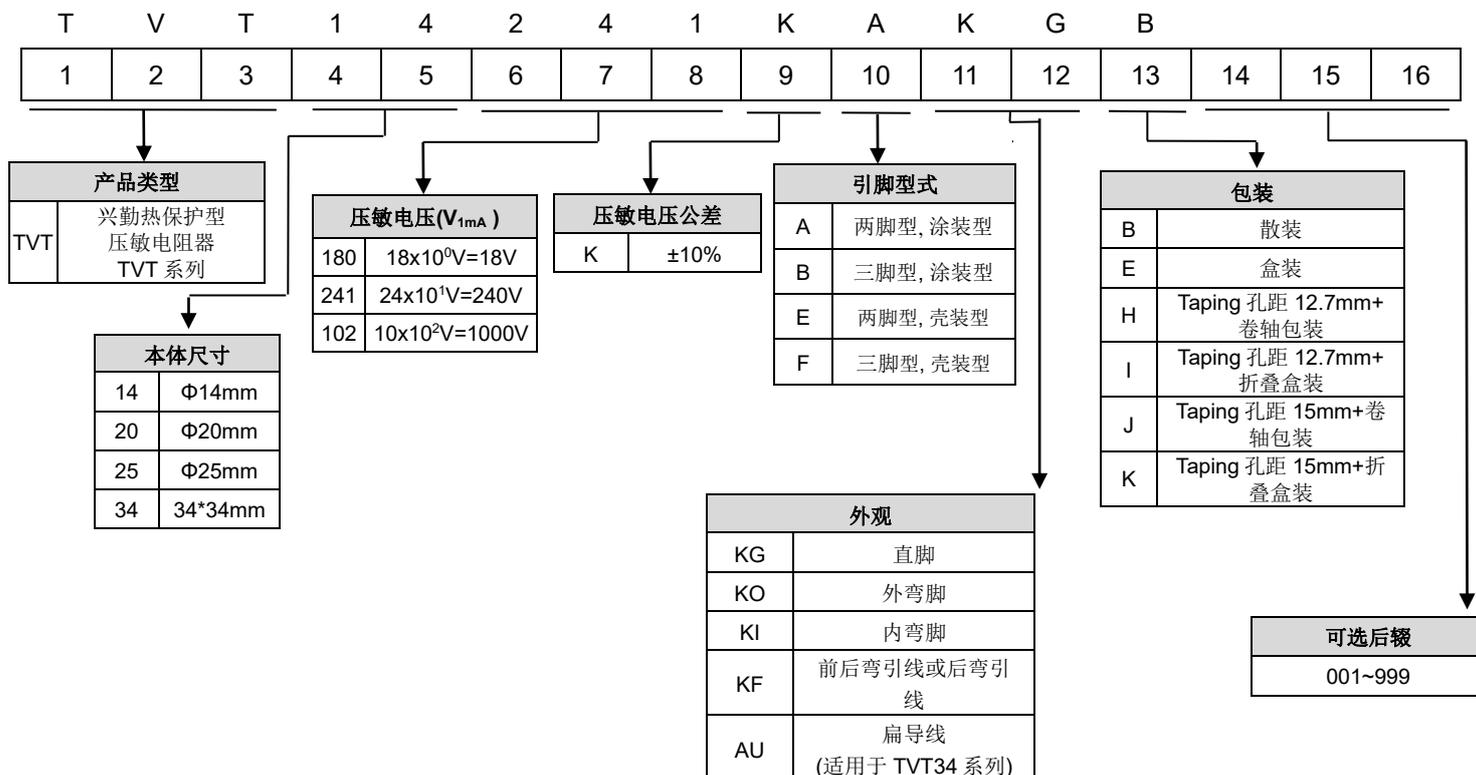 T V T 1 4 2 4 1 K A K G B
1 2 3 4 5 6 7 8 9 10 11 12 13 14 15 16
产品类型
TVT 兴勤热保护型
压敏电阻器
TVT 系列
本体尺寸
14 Φ14mm
20 Φ20mm
25 Φ25mm
34 34*34mm
压敏电压(V1mA )
180 18x10⁰V=18V
241 24x10¹V=240V
102 10x10²V=1000V
压敏电压公差
K ±10%
引脚型式
A 两脚型, 涂装型
B 三脚型, 涂装型
E 两脚型, 壳装型
F 三脚型, 壳装型
外观
KG 直脚
KO 外弯脚
KI 内弯脚
KF 前后弯引线或后弯引
线
AU 扁导线
(适用于 TVT34 系列)
包装
B 散装
E 盒装
H Taping 孔距 12.7mm+
卷轴包装
I Taping 孔距 12.7mm+
折叠盒装
J Taping 孔距 15mm+卷
轴包装
K Taping 孔距 15mm+折
叠盒装
可选后辍
001~999